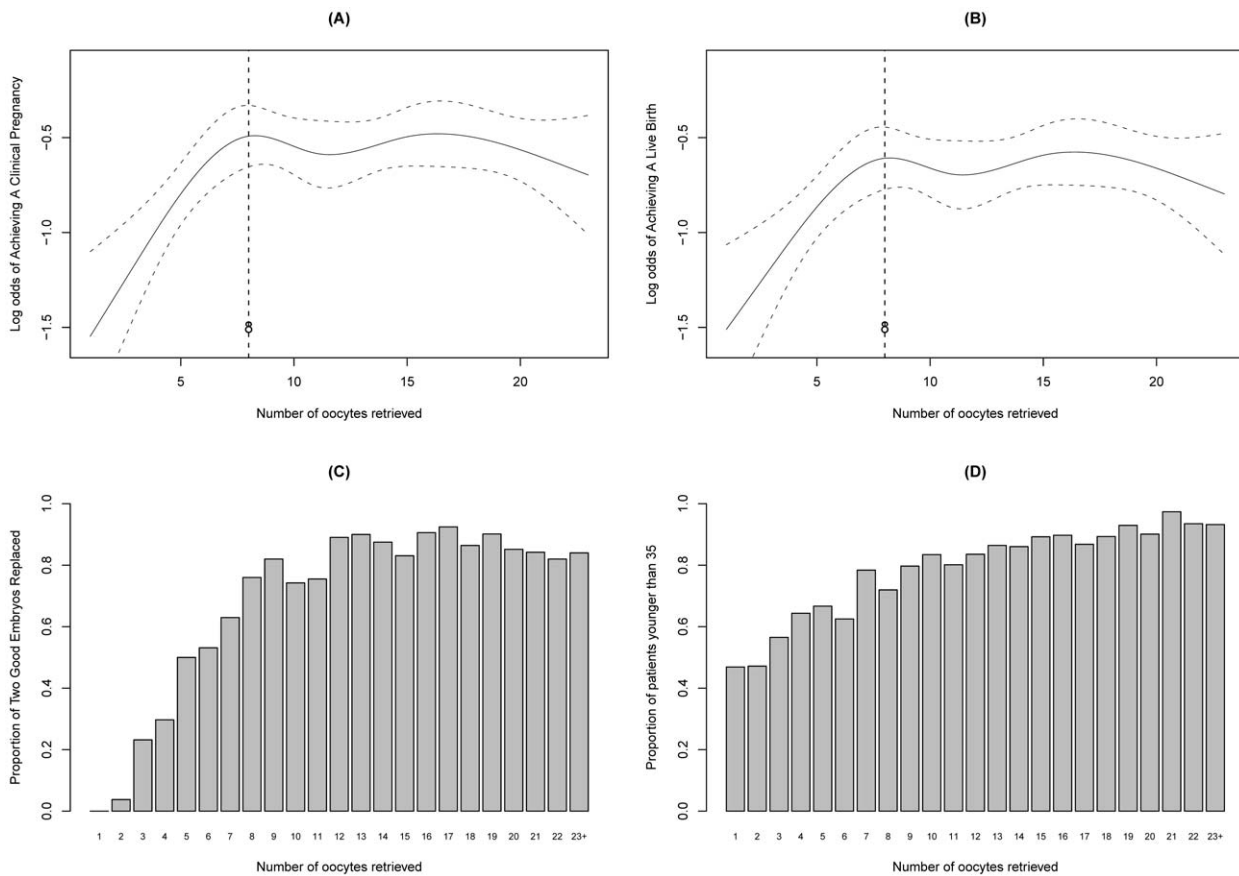 (A)
Log odds of Achieving A Clinical Pregnancy
−0.5
−1.0
−1.5
8
5 10 15 20
Number of oocytes retrieved
(B)
Log odds of Achieving A Live Birth
−0.5
−1.0
−1.5
8
5 10 15 20
Number of oocytes retrieved
(C)
Proportion of Two Good Embryos Replaced
1.0
0.8
0.6
0.4
0.2
0.0
1 2 3 4 5 6 7 8 9 10 11 12 13 14 15 16 17 18 19 20 21 22 23+
Number of oocytes retrieved
(D)
Proportion of patients younger than 35
1.0
0.8
0.6
0.4
0.2
0.0
1 2 3 4 5 6 7 8 9 10 11 12 13 14 15 16 17 18 19 20 21 22 23+
Number of oocytes retrieved